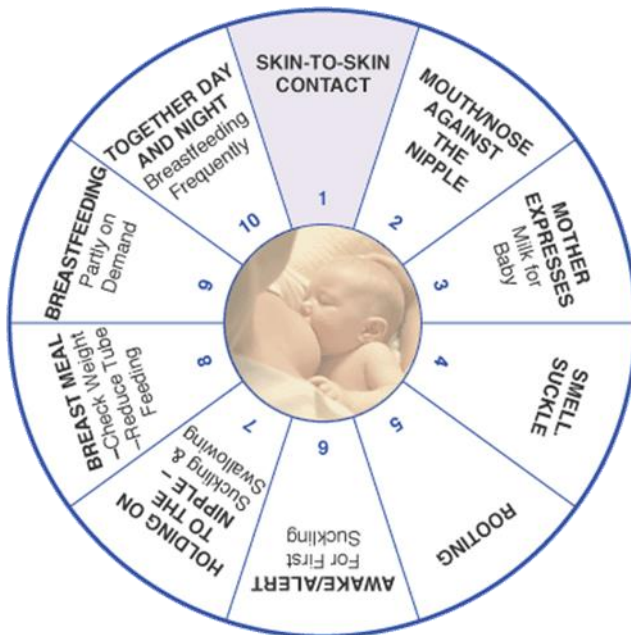 SKIN-TO-SKIN
CONTACT
1
MOUTH/NOSE
AGAINST
THE
NIPPLE
2
MOTHER
EXPRESSES
Milk for
Baby
3
SMELL.
SUCKLE
4
ROOTING
5
AWAKE/ALERT
For First
Suckling
6
HOLDING ON
TO THE
NIPPLE –
Suckling &
Swallowing
7
BREAST MEAL
–Check Weight
–Reduce Tube
Feeding
8
BREASTFEEDING
Partly on
Demand
9
TOGETHER DAY
AND NIGHT
Breastfeeding
Frequently
10